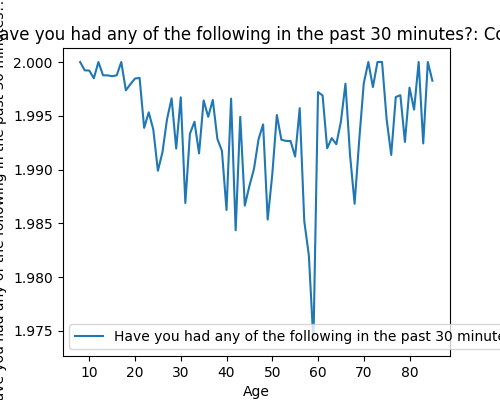 ave you had any of the following in the past 30 minutes?: Co
ave you had any of the following in the past 30 minutes?:
2.000
1.995
1.990
1.985
1.980
1.975
Have you had any of the following in the past 30 minute
10 20 30 40 50 60 70 80
Age